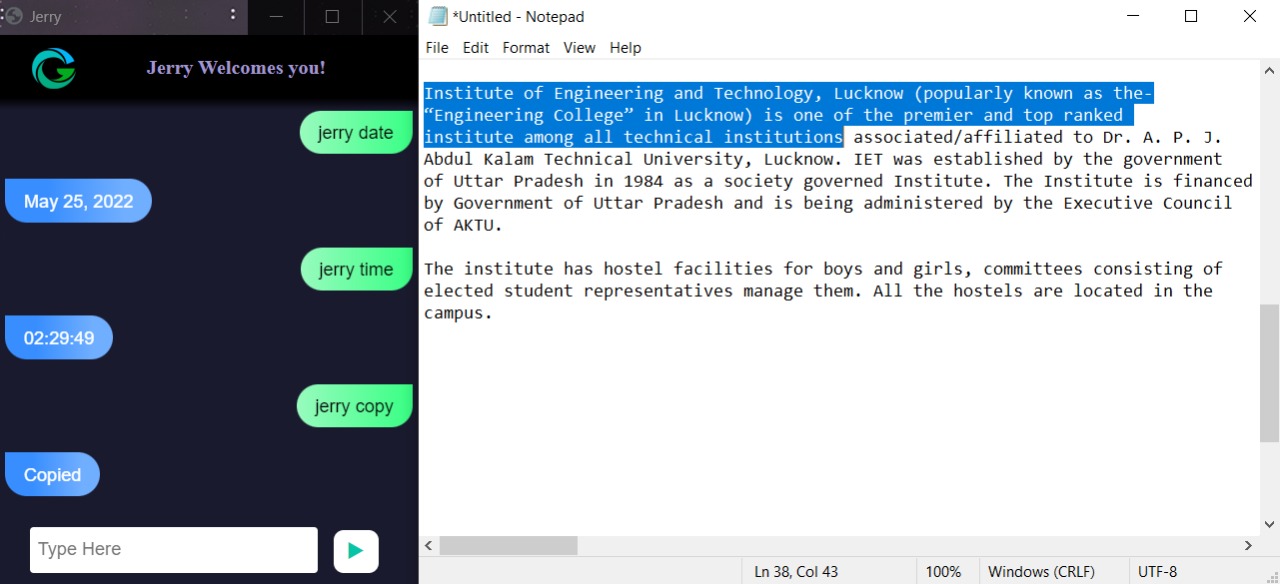 Jerry
Jerry Welcomes you!
jerry date
May 25, 2022
jerry time
02:29:49
jerry copy
Copied
Type Here
*Untitled - Notepad
File Edit Format View Help
Institute of Engineering and Technology, Lucknow (popularly known as the-
“Engineering College” in Lucknow) is one of the premier and top ranked
institute among all technical institutions associated/affiliated to Dr. A. P. J.
Abdul Kalam Technical University, Lucknow. IET was established by the government
of Uttar Pradesh in 1984 as a society governed Institute. The Institute is financed
by Government of Uttar Pradesh and is being administered by the Executive Council
of AKTU.
The institute has hostel facilities for boys and girls, committees consisting of
elected student representatives manage them. All the hostels are located in the
campus.
Ln 38, Col 43 100% Windows (CRLF) UTF-8